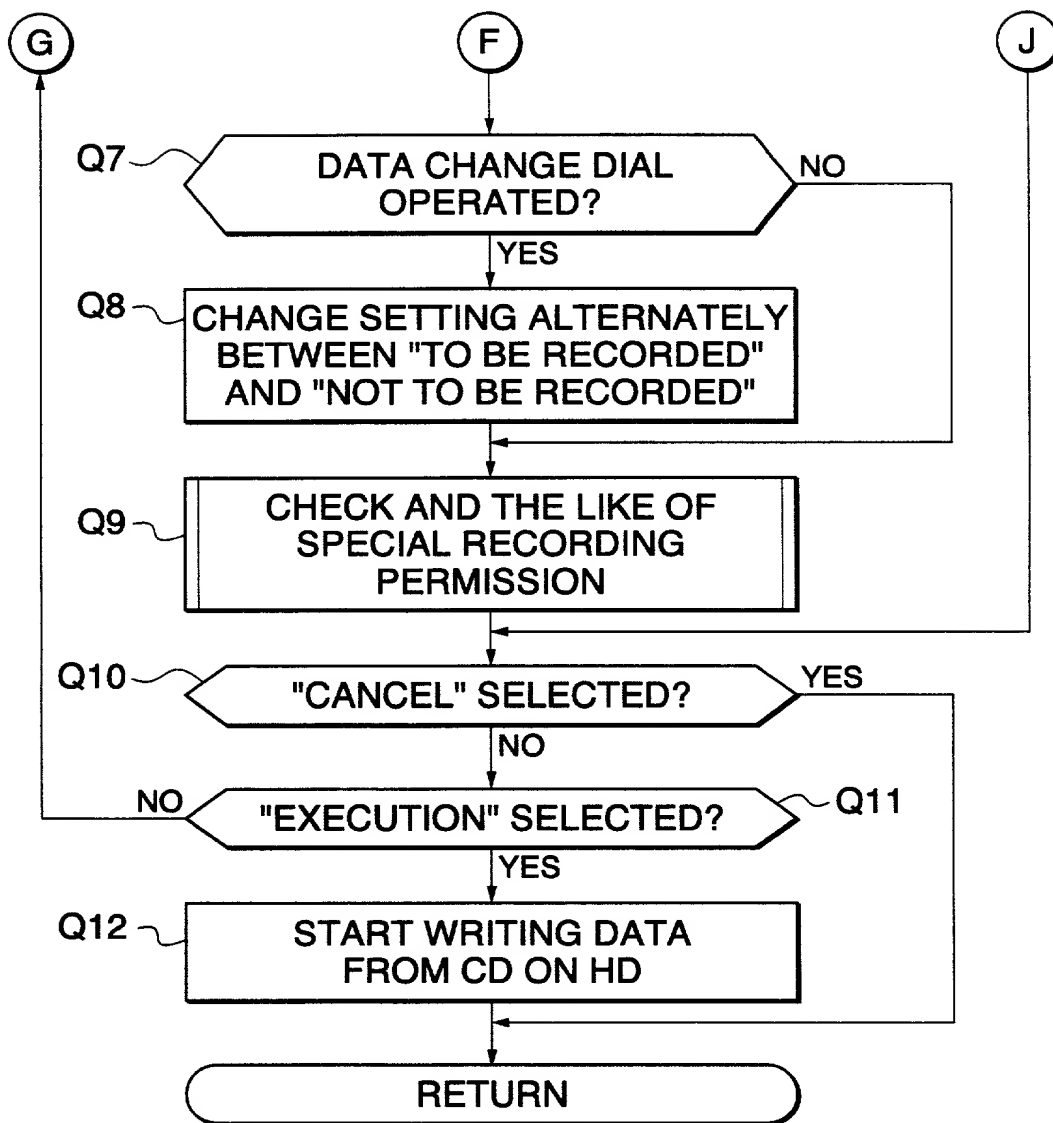 G
F
J
Q7
DATA CHANGE DIAL
OPERATED?
NO
YES
Q8
CHANGE SETTING ALTERNATELY
BETWEEN "TO BE RECORDED"
AND "NOT TO BE RECORDED"
Q9
CHECK AND THE LIKE OF
SPECIAL RECORDING
PERMISSION
Q10
"CANCEL" SELECTED?
YES
NO
NO
"EXECUTION" SELECTED?
Q11
YES
Q12
START WRITING DATA
FROM CD ON HD
RETURN